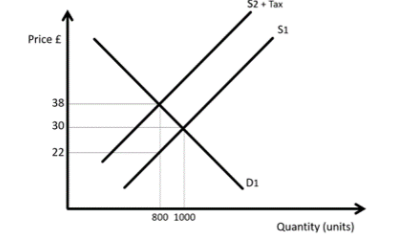 S2 + Tax
S1
Price £
38
30
22
D1
800 1000
Quantity (units)